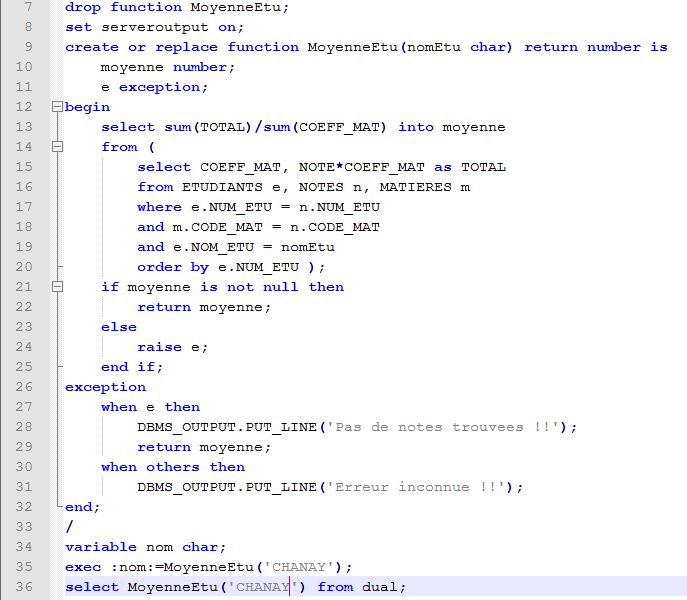 7 drop function MoyenneEtu;
8 set serveroutput on;
9 create or replace function MoyenneEtu(nomEtu char) return number is
10 moyenne number;
11 e exception;
12 begin
13 select sum(TOTAL)/sum(COEFF_MAT) into moyenne
14 from (
15 select COEFF_MAT, NOTE*COEFF_MAT as TOTAL
16 from ETUDIANTS e, NOTES n, MATIERES m
17 where e.NUM_ETU = n.NUM_ETU
18 and m.CODE_MAT = n.CODE_MAT
19 and e.NOM_ETU = nomEtu
20 order by e.NUM_ETU );
21 if moyenne is not null then
22 return moyenne;
23 else
24 raise e;
25 end if;
26 exception
27 when e then
28 DBMS_OUTPUT.PUT_LINE('Pas de notes trouvees !!');
29 return moyenne;
30 when others then
31 DBMS_OUTPUT.PUT_LINE('Erreur inconnue !!');
32 end;
33 /
34 variable nom char;
35 exec :nom:=MoyenneEtu('CHANAY');
36 select MoyenneEtu('CHANAY') from dual;